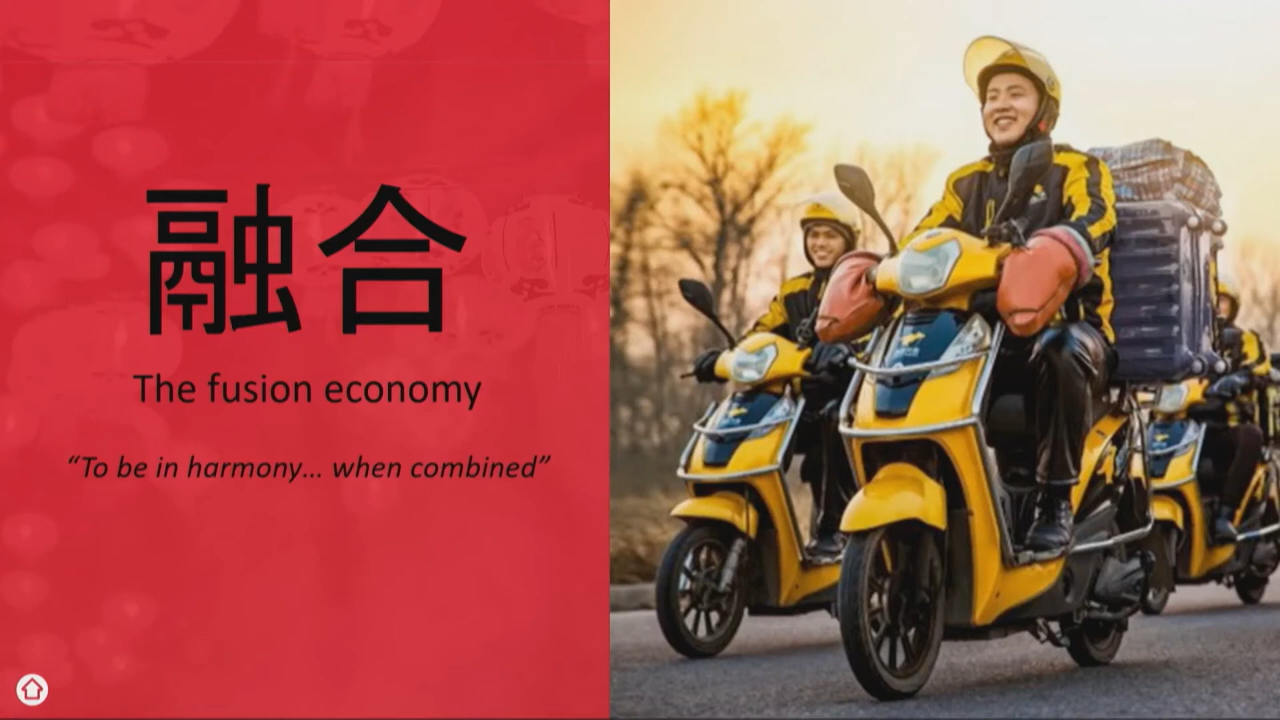 融合
The fusion economy
“To be in harmony... when combined”